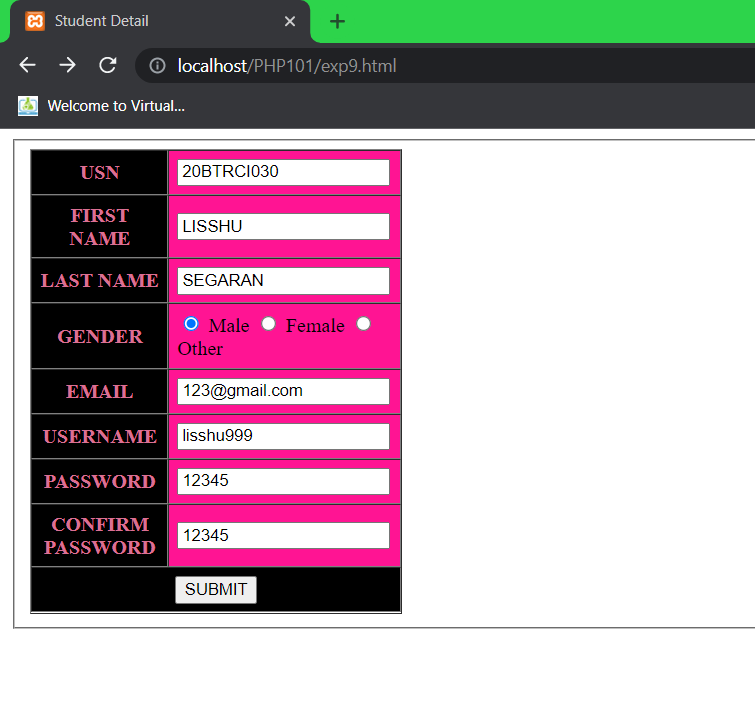 Student Detail
localhost/PHP101/exp9.html
Welcome to Virtual...
USN 20BTRCI030
FIRST
NAME
LISSHU
LAST NAME SEGARAN
GENDER
Male Female
Other
EMAIL 123@gmail.com
USERNAME lisshu999
PASSWORD 12345
CONFIRM
PASSWORD
12345
SUBMIT